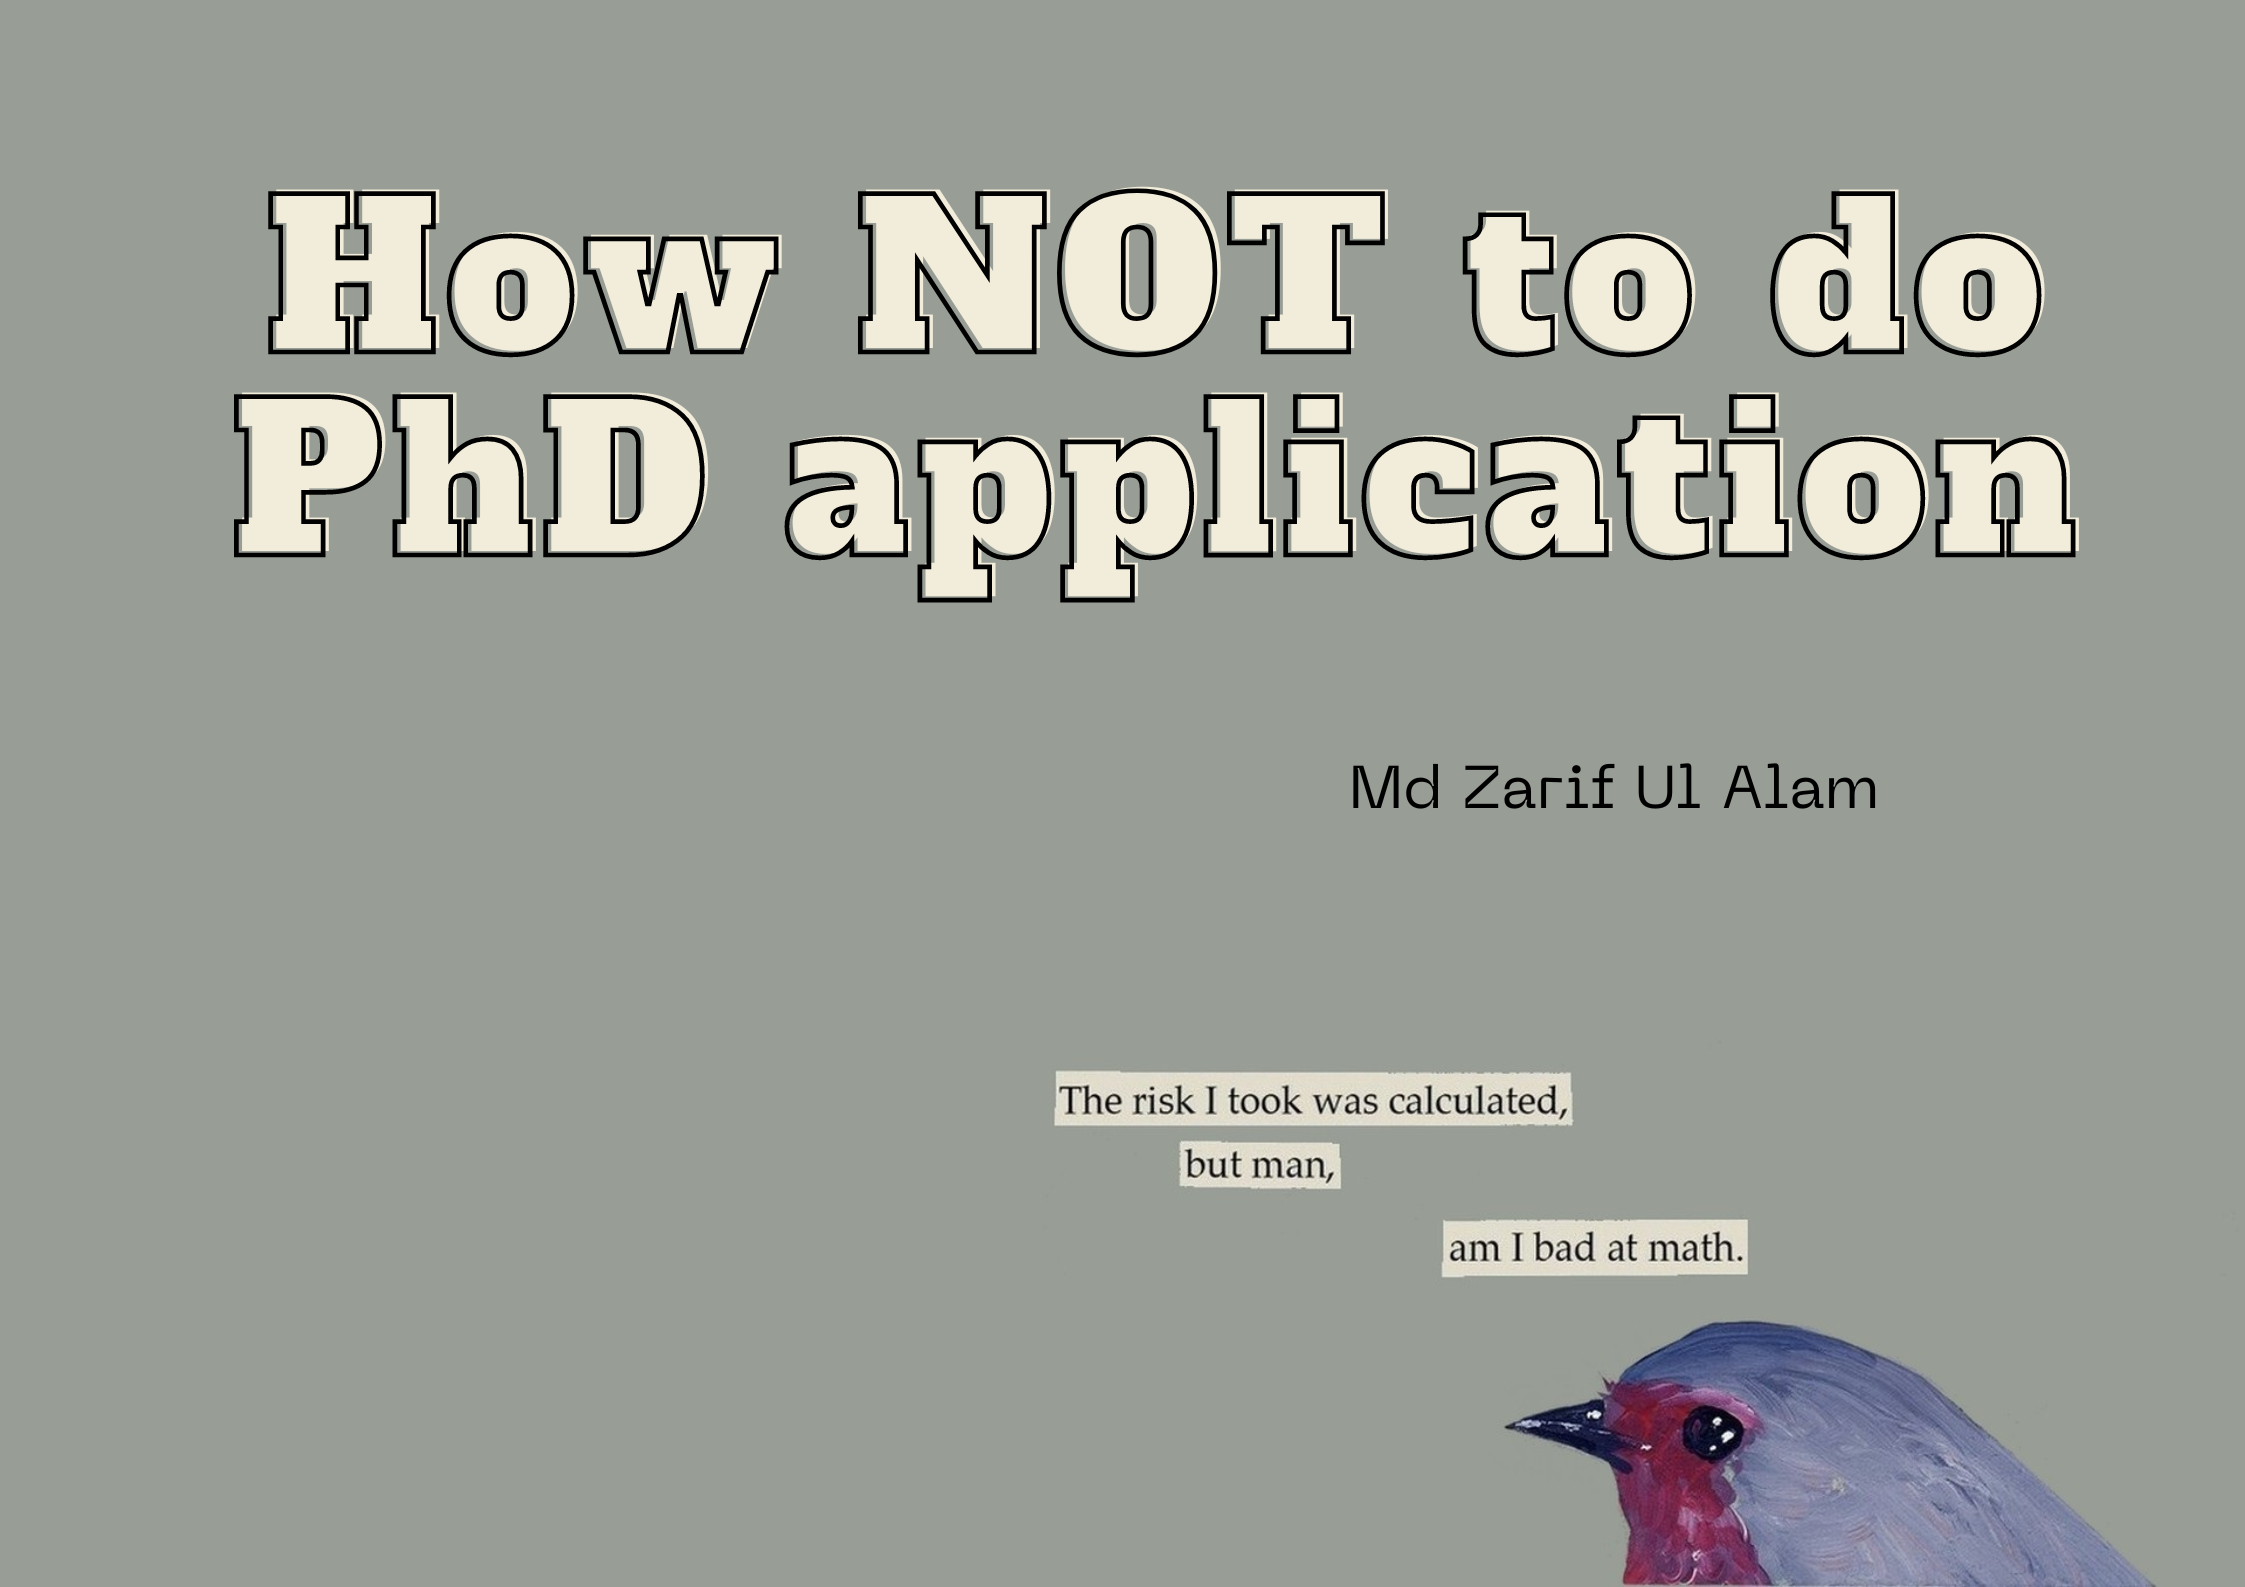 How NOT to do
PhD application
Md Zarif Ul Alam
The risk I took was calculated,
but man,
am I bad at math.